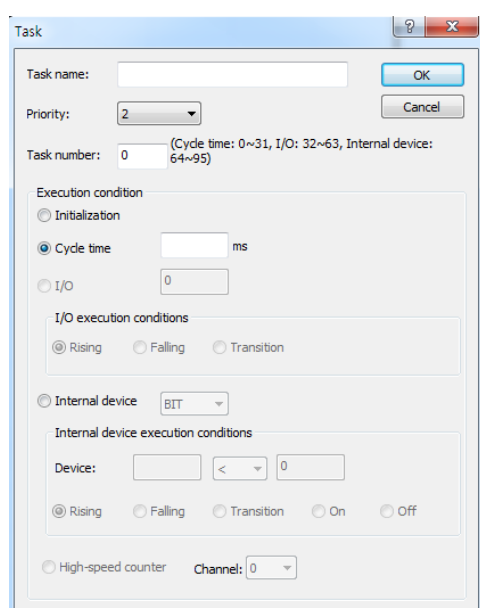 Task
Task name:
OK
Priority: 2
Cancel
Task number: 0 (Cycle time: 0~31, I/O: 32~63, Internal device: 64~95)
Execution condition
Initialization
Cycle time ms
I/O 0
I/O execution conditions
Rising Falling Transition
Internal device BIT
Internal device execution conditions
Device: < 0
Rising Falling Transition On Off
High-speed counter Channel: 0